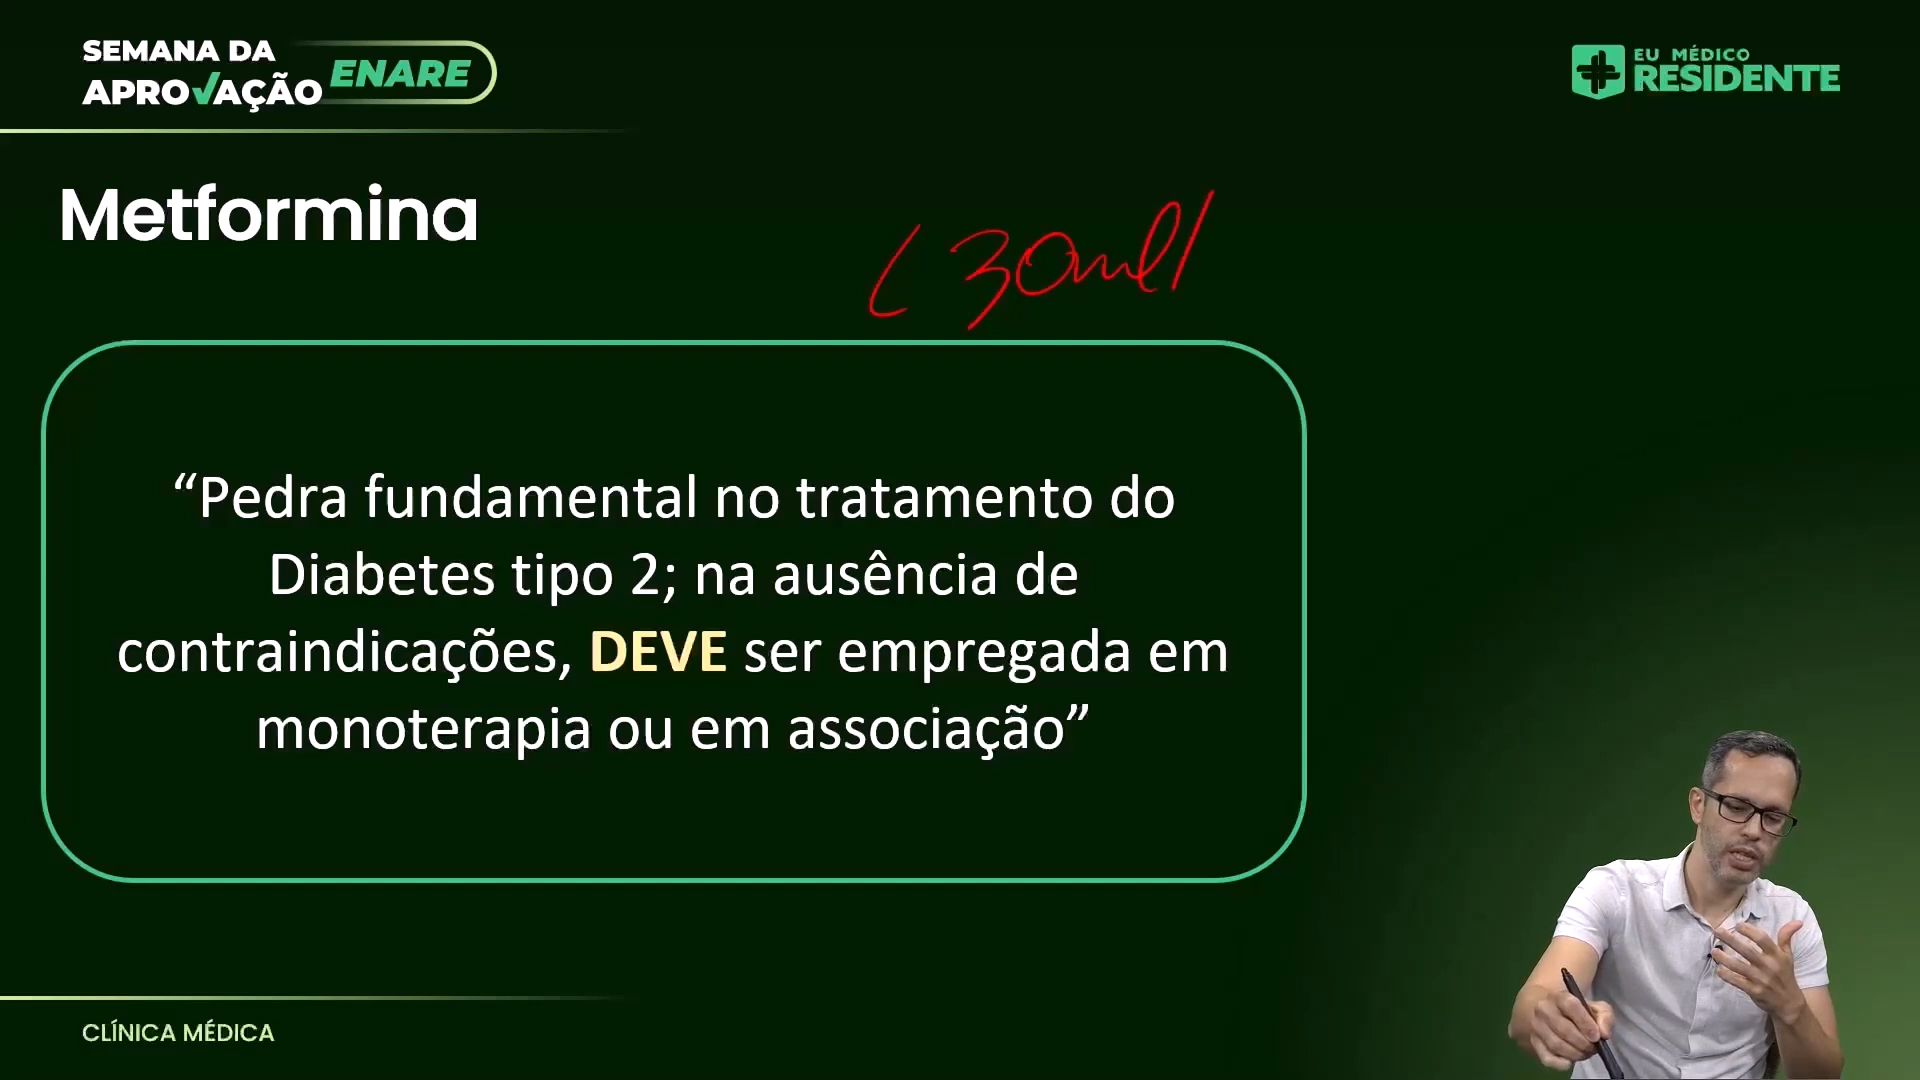 SEMANA DA
APROVAÇÃO ENARE
EU MÉDICO
RESIDENTE
Metformina
<30ml/
“Pedra fundamental no tratamento do
Diabetes tipo 2; na ausência de
contraindicações, DEVE ser empregada em
monoterapia ou em associação”
CLÍNICA MÉDICA